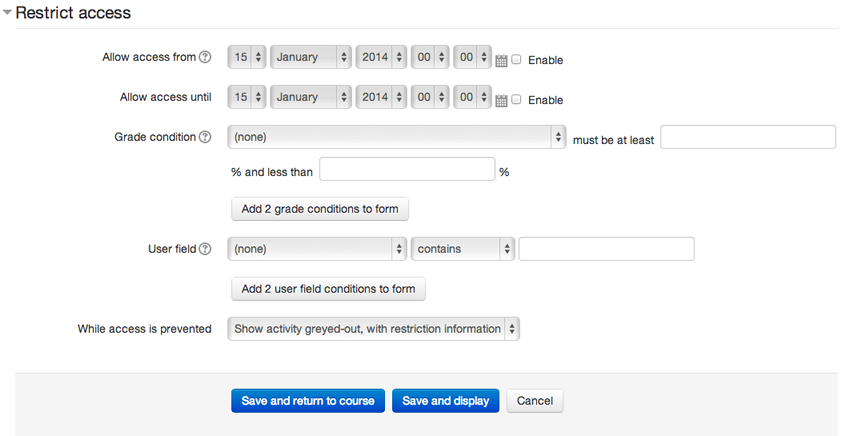 Restrict access
Allow access from 15 January 2014 00 00 Enable
Allow access until 15 January 2014 00 00 Enable
Grade condition (none) must be at least
% and less than %
Add 2 grade conditions to form
User field (none) contains
Add 2 user field conditions to form
While access is prevented Show activity greyed-out, with restriction information
Save and return to course Save and display Cancel